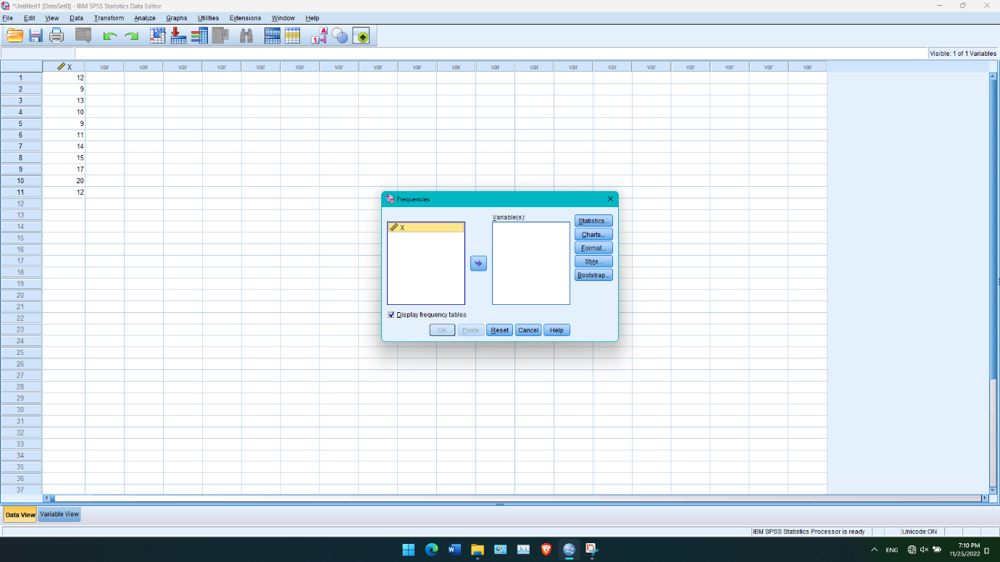 *Untitled1 [DataSet0] - IBM SPSS Statistics Data Editor
File Edit View Data Transform Analyze Graphs Utilities Extensions Window Help
Visible: 1 of 1 Variables
X var var var var var var var var var var var var var var var var var var var
1 12
2 9
3 13
4 10
5 9
6 11
7 14
8 15
9 17
10 20
11 12
12
13
14
15
16
17
18
19
20
21
22
23
24
25
26
27
28
29
30
31
32
33
34
35
36
37
Frequencies
Variable(s):
X
Statistics...
Charts...
Format...
Style...
Bootstrap...
Display frequency tables
OK Paste Reset Cancel Help
Data View Variable View
IBM SPSS Statistics Processor is ready Unicode:ON
ENG
7:10 PM
11/25/2022